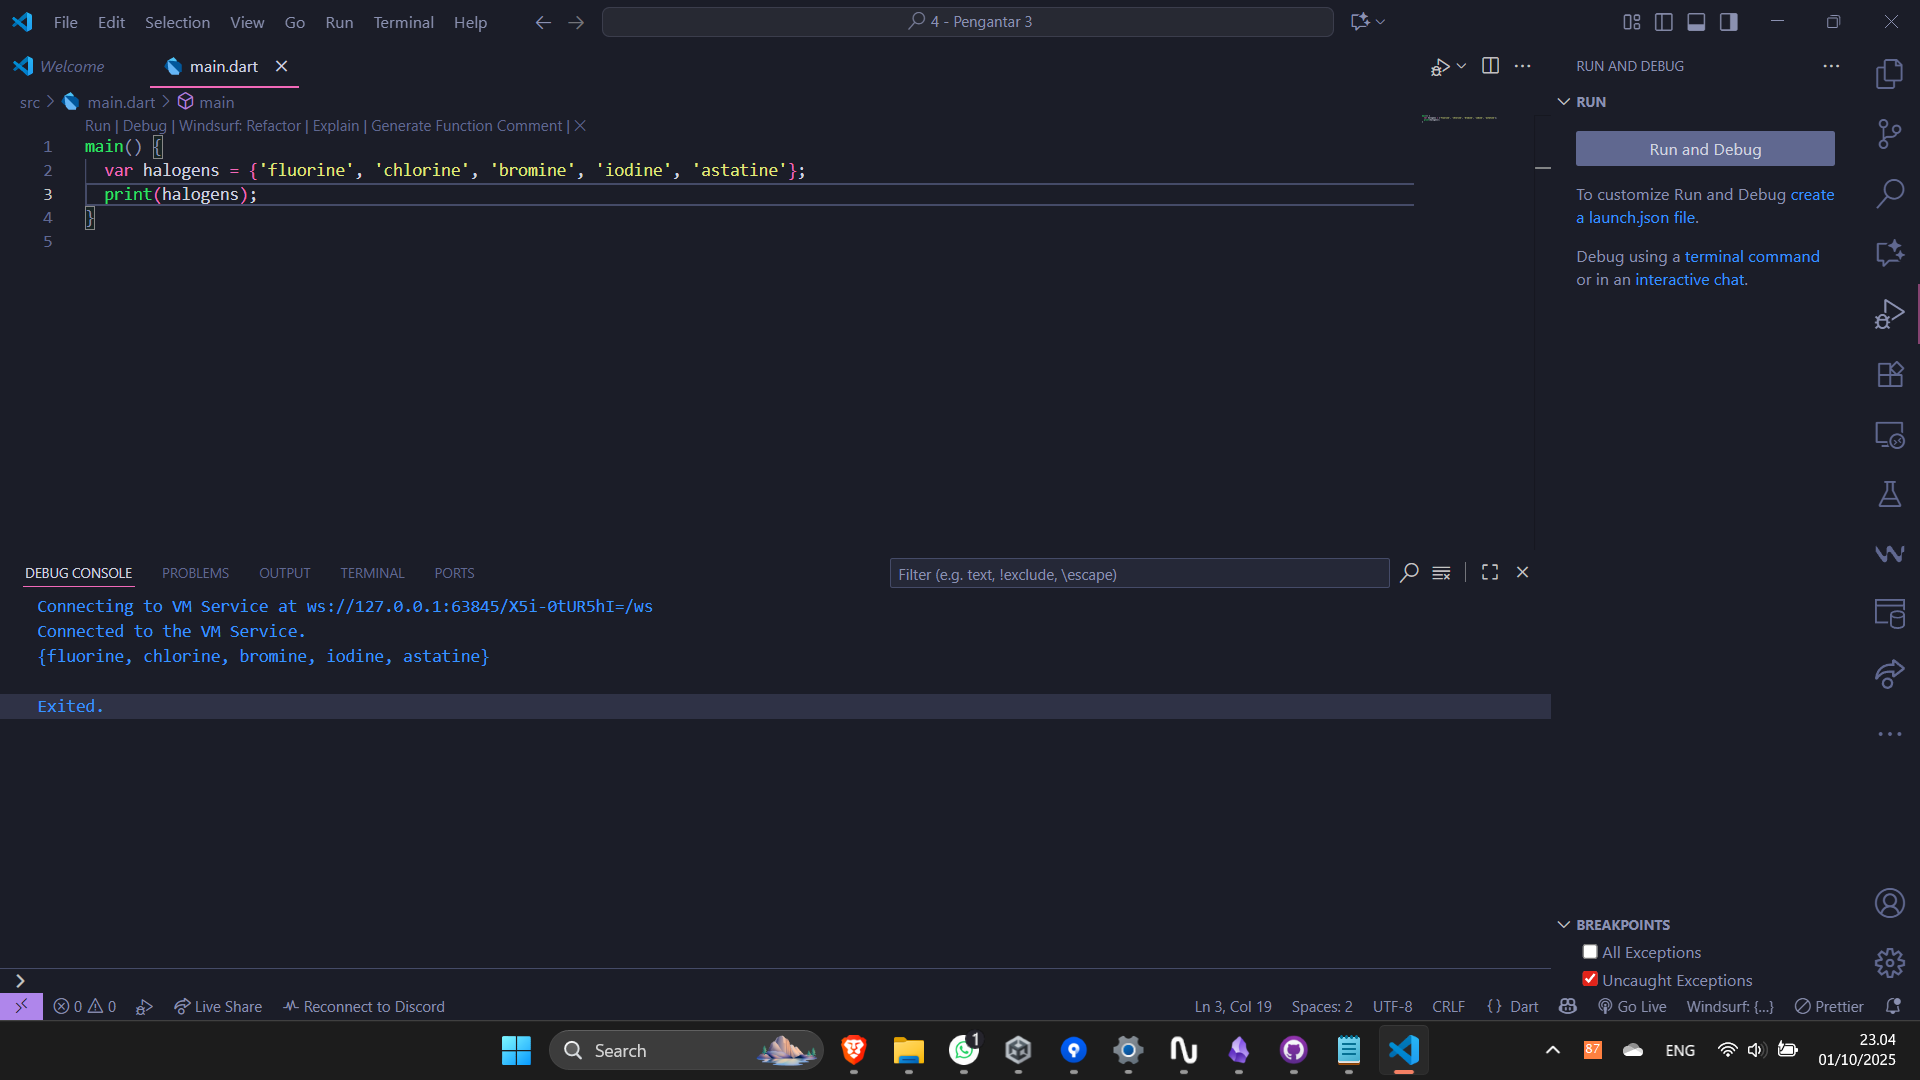 File Edit Selection View Go Run Terminal Help
4 - Pengantar 3
Welcome
main.dart
src > main.dart > main
Run | Debug | Windsurf: Refactor | Explain | Generate Function Comment | ×
1 main() {
2 var halogens = {'fluorine', 'chlorine', 'bromine', 'iodine', 'astatine'};
3 print(halogens);
4 }
5
RUN AND DEBUG
RUN
Run and Debug
To customize Run and Debug create
a launch.json file.
Debug using a terminal command
or in an interactive chat.
DEBUG CONSOLE PROBLEMS OUTPUT TERMINAL PORTS
Filter (e.g. text, !exclude, \escape)
Connecting to VM Service at ws://127.0.0.1:63845/X5i-0tUR5hI=/ws
Connected to the VM Service.
{fluorine, chlorine, bromine, iodine, astatine}
Exited.
BREAKPOINTS
All Exceptions
Uncaught Exceptions
0 0 Live Share Reconnect to Discord
Ln 3, Col 19 Spaces: 2 UTF-8 CRLF {} Dart Go Live Windsurf: {...} Prettier
Search
1
87
ENG
23.04
01/10/2025